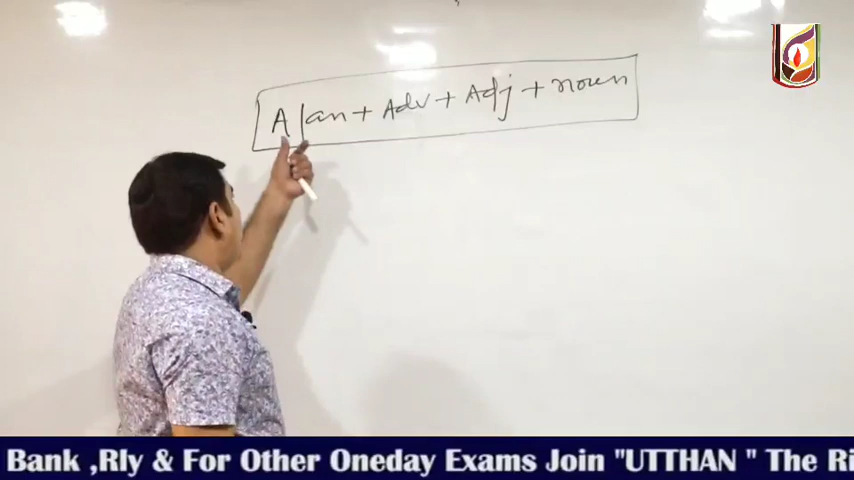 A/an + Adv + Adj + noun
Bank ,Rly & For Other Oneday Exams Join "UTTHAN " The Ri